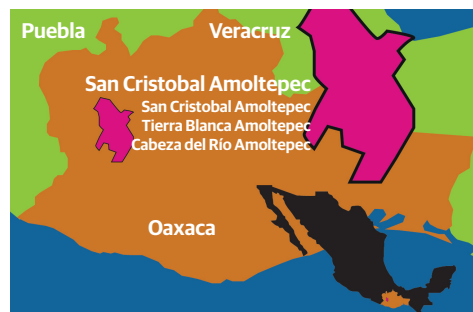 Puebla
Veracruz
San Cristobal Amoltepec
San Cristobal Amoltepec
Tierra Blanca Amoltepec
Cabeza del Río Amoltepec
Oaxaca